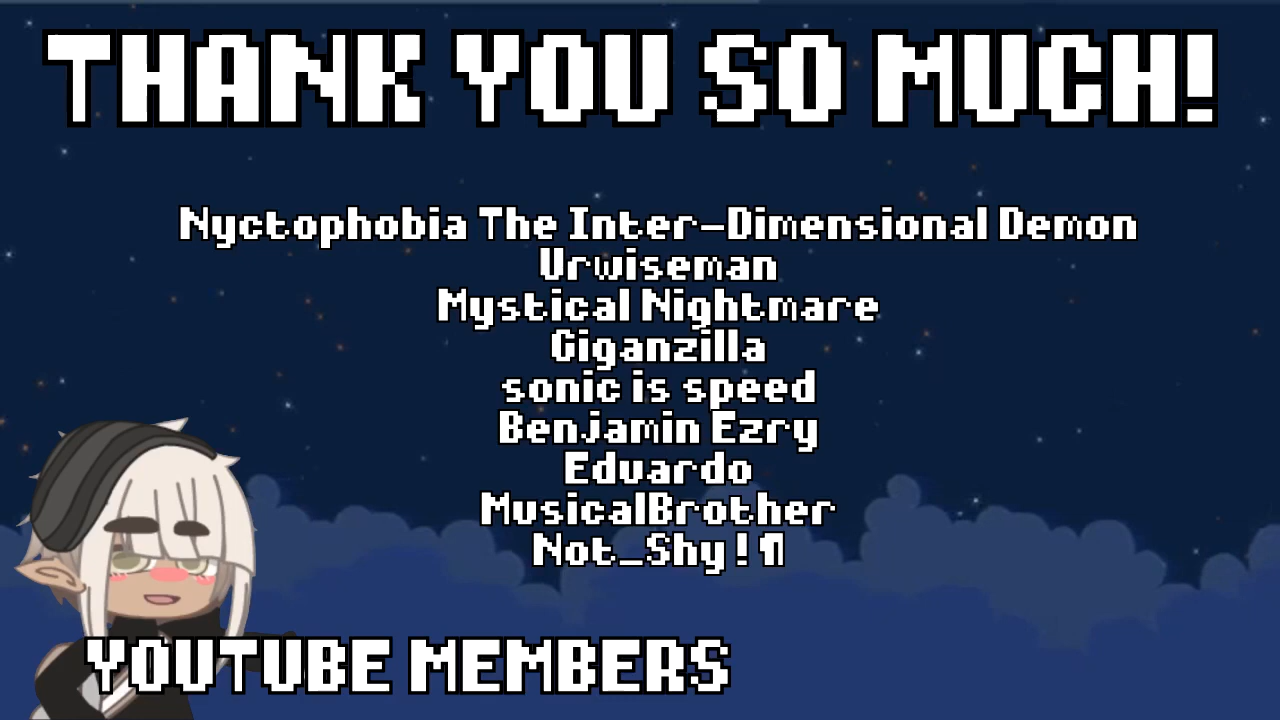 THANK YOU SO MUCH!
Nyctophobia The Inter-Dimensional Demon
Urwiseman
Mystical Nightmare
Giganzilla
sonic is speed
Benjamin Ezry
Eduardo
MusicalBrother
Not_Shy!¶
YOUTUBE MEMBERS